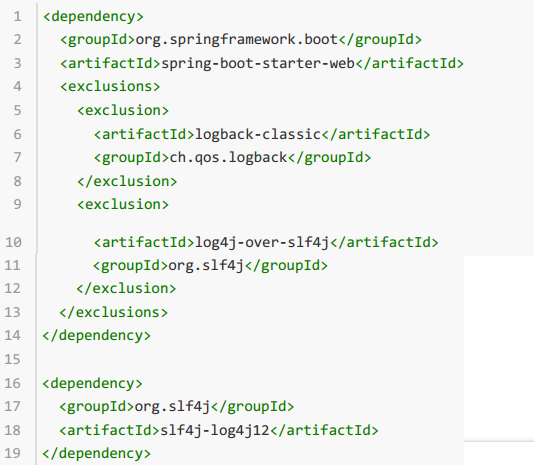 1 <dependency>
2   <groupId>org.springframework.boot</groupId>
3   <artifactId>spring-boot-starter-web</artifactId>
4   <exclusions>
5     <exclusion>
6       <artifactId>logback-classic</artifactId>
7       <groupId>ch.qos.logback</groupId>
8     </exclusion>
9     <exclusion>
10       <artifactId>log4j-over-slf4j</artifactId>
11       <groupId>org.slf4j</groupId>
12     </exclusion>
13   </exclusions>
14 </dependency>
15
16 <dependency>
17   <groupId>org.slf4j</groupId>
18   <artifactId>slf4j-log4j12</artifactId>
19 </dependency>